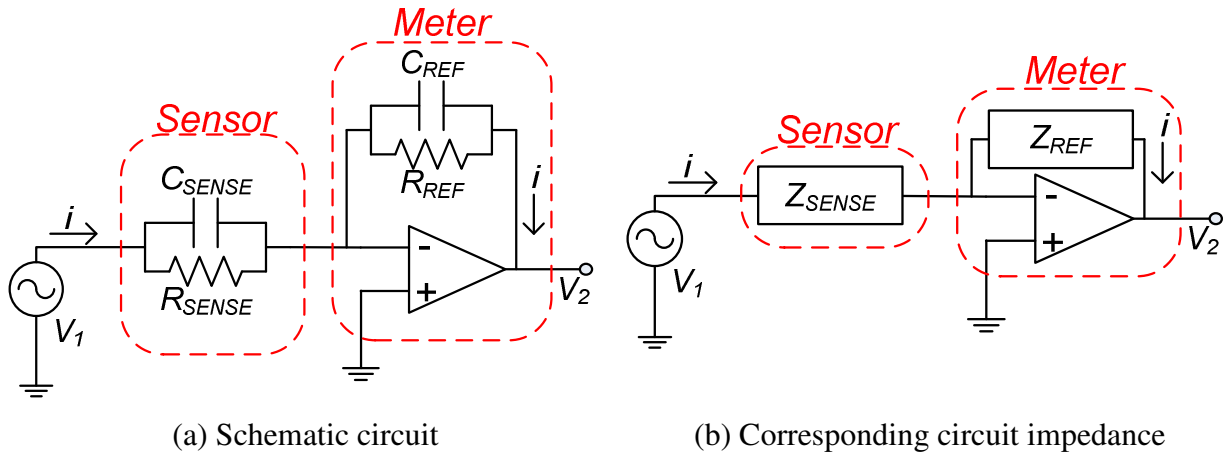 Meter
C_REF
R_REF
Sensor
C_SENSE
R_SENSE
i
i
-
+
V_1
V_2
(a) Schematic circuit
Meter
Sensor
Z_REF
i
i
Z_SENSE
-
+
V_1
V_2
(b) Corresponding circuit impedance